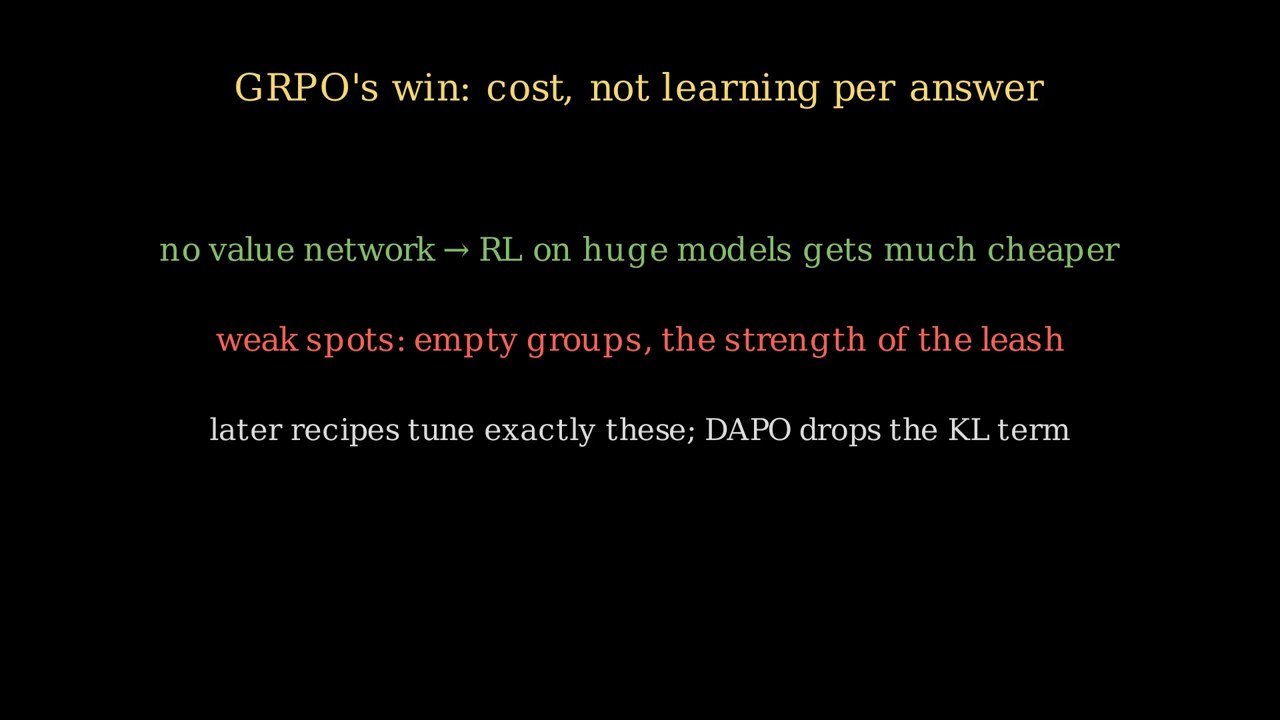 GRPO's win: cost, not learning per answer
no value network → RL on huge models gets much cheaper
weak spots: empty groups, the strength of the leash
later recipes tune exactly these; DAPO drops the KL term